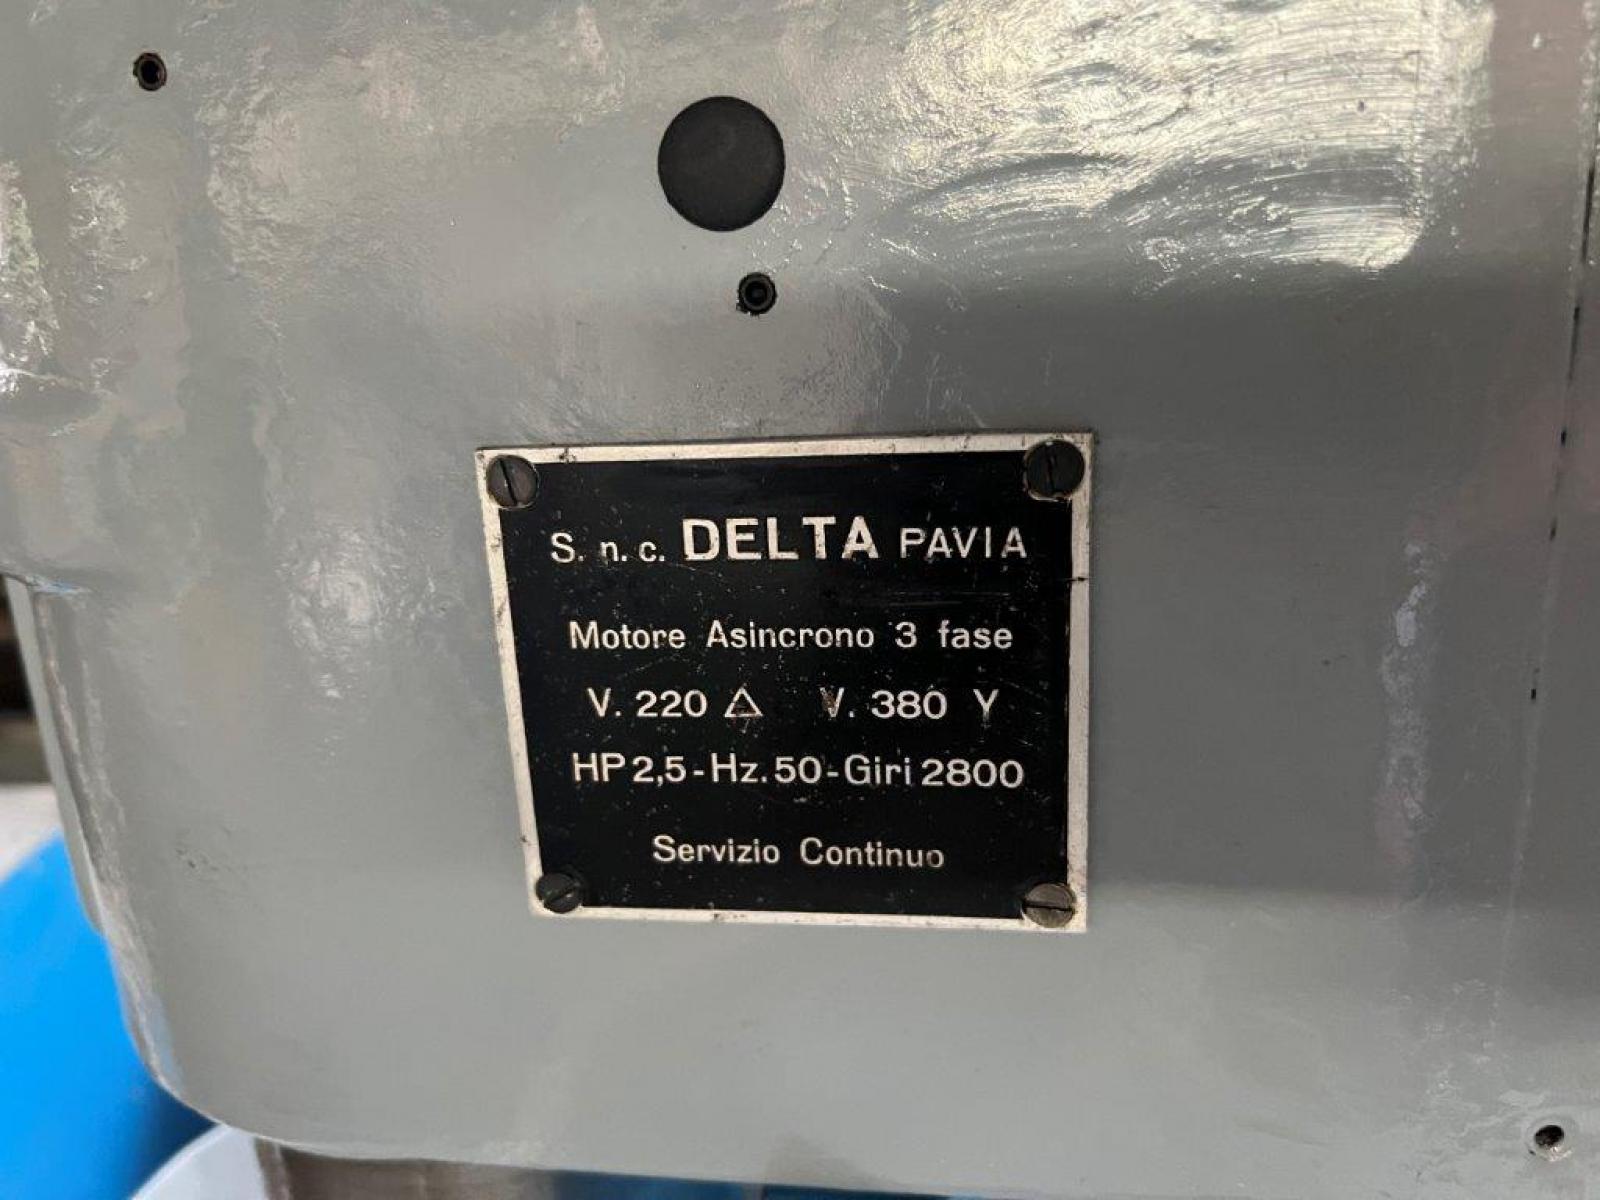 S. n. c. DELTA PAVIA
Motore Asincrono 3 fase
V. 220 △ V. 380 Y
HP 2,5 - Hz. 50 - Giri 2800
Servizio Continuo